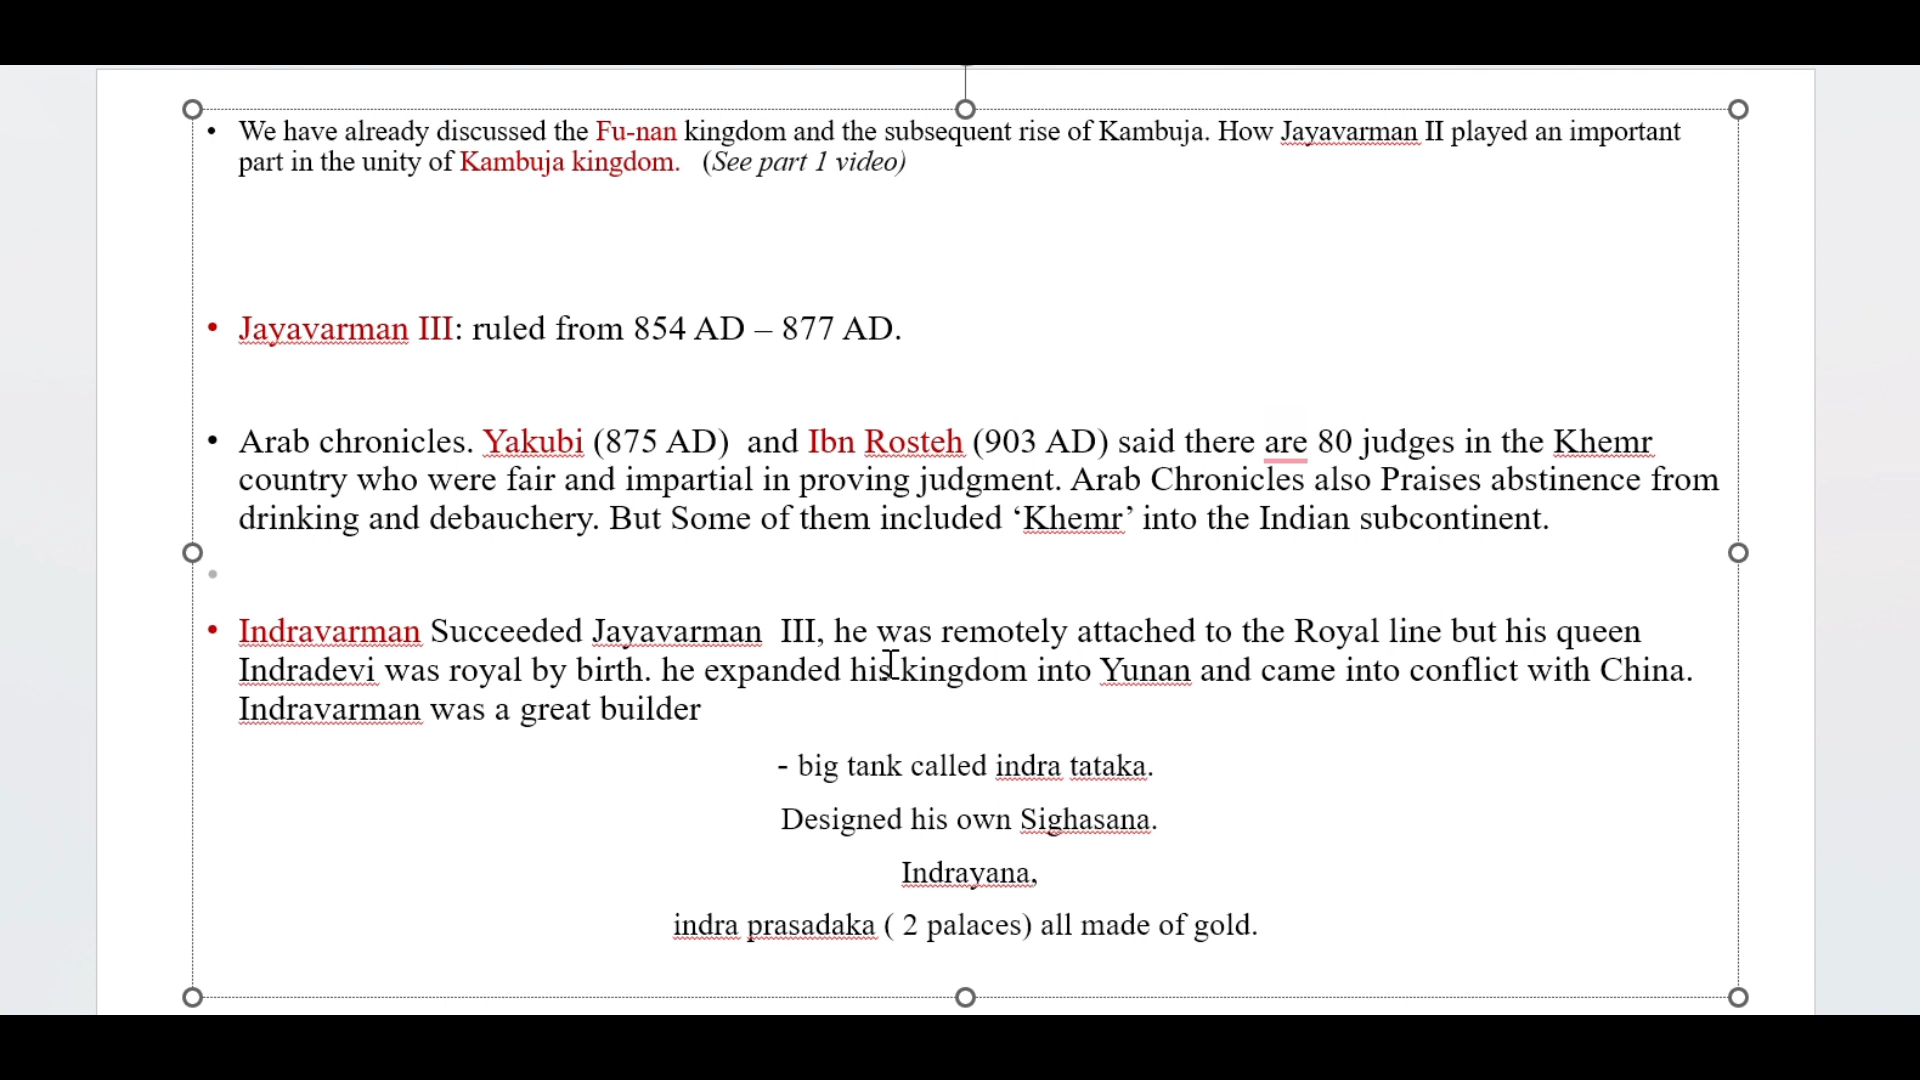 • We have already discussed the Fu-nan kingdom and the subsequent rise of Kambuja. How Jayavarman II played an important
part in the unity of Kambuja kingdom. (See part 1 video)
• Jayavarman III: ruled from 854 AD – 877 AD.
• Arab chronicles. Yakubi (875 AD) and Ibn Rosteh (903 AD) said there are 80 judges in the Khemr
country who were fair and impartial in proving judgment. Arab Chronicles also Praises abstinence from
drinking and debauchery. But Some of them included ‘Khemr’ into the Indian subcontinent.
• Indravarman Succeeded Jayavarman III, he was remotely attached to the Royal line but his queen
Indradevi was royal by birth. he expanded his kingdom into Yunan and came into conflict with China.
Indravarman was a great builder
- big tank called indra tataka.
Designed his own Sighasana.
Indrayana,
indra prasadaka ( 2 palaces) all made of gold.